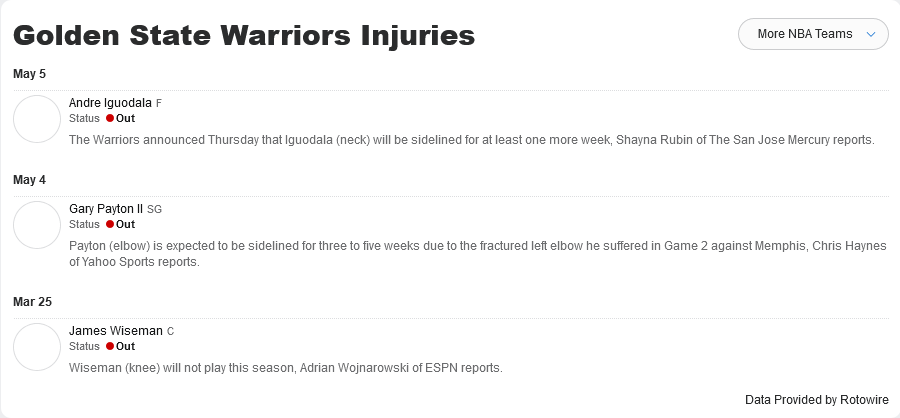 Golden State Warriors Injuries
More NBA Teams
May 5
Andre Iguodala F
Status Out
The Warriors announced Thursday that Iguodala (neck) will be sidelined for at least one more week, Shayna Rubin of The San Jose Mercury reports.
May 4
Gary Payton II SG
Status Out
Payton (elbow) is expected to be sidelined for three to five weeks due to the fractured left elbow he suffered in Game 2 against Memphis, Chris Haynes
of Yahoo Sports reports.
Mar 25
James Wiseman C
Status Out
Wiseman (knee) will not play this season, Adrian Wojnarowski of ESPN reports.
Data Provided by Rotowire